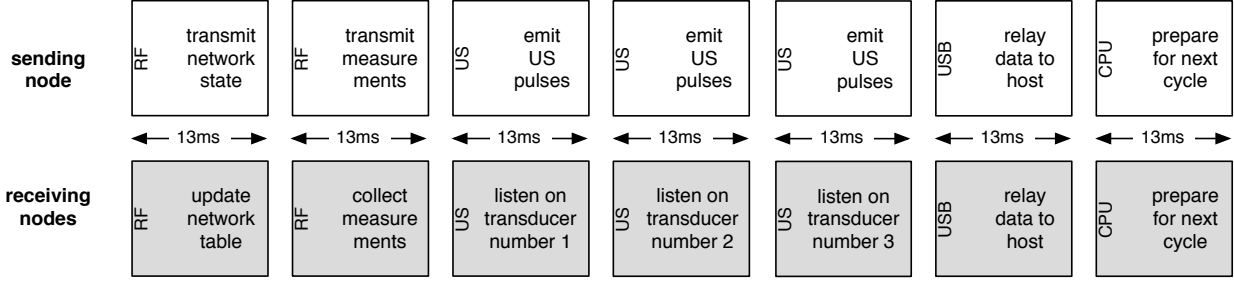 sending
node
RF
transmit
network
state
RF
transmit
measure
ments
US
emit
US
pulses
US
emit
US
pulses
US
emit
US
pulses
USB
relay
data to
host
CPU
prepare
for next
cycle
13ms
13ms
13ms
13ms
13ms
13ms
13ms
receiving
nodes
RF
update
network
table
RF
collect
measure
ments
US
listen on
transducer
number 1
US
listen on
transducer
number 2
US
listen on
transducer
number 3
USB
relay
data to
host
CPU
prepare
for next
cycle